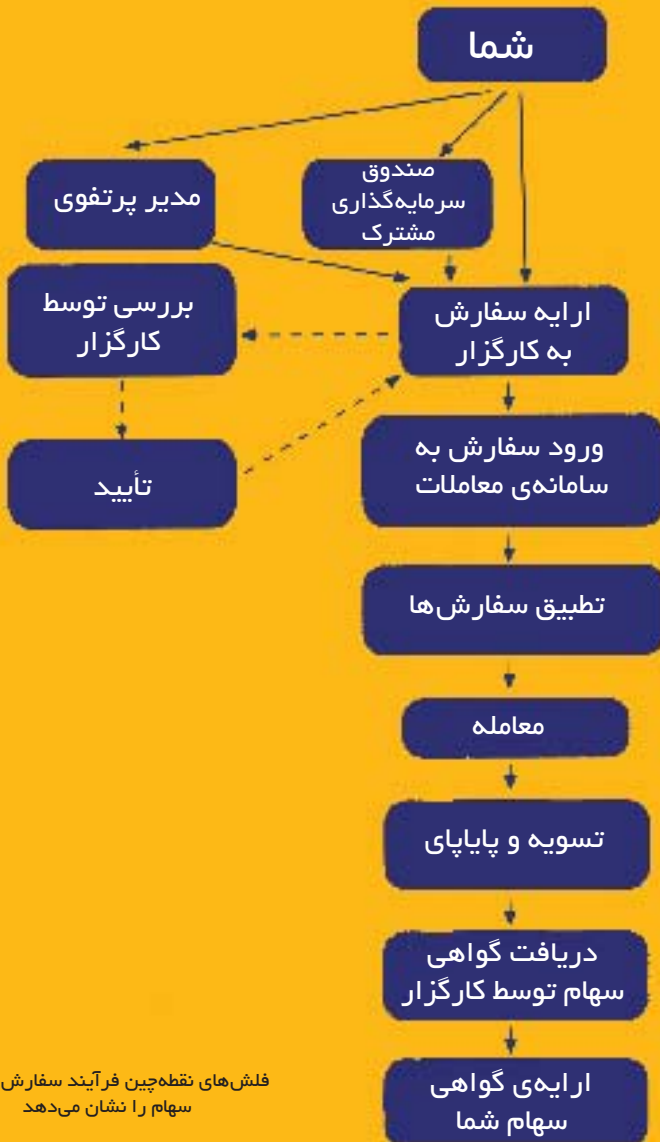 شما
مدیر پرتفوی
صندوق
سرمایه‌گذاری
مشترک
بررسی توسط
کارگزار
ارایه سفارش
به کارگزار
تأیید
ورود سفارش به
سامانه‌ی معاملات
تطبیق سفارش‌ها
معامله
تسویه و پایاپای
دریافت گواهی
سهام توسط کارگزار
ارایه‌ی گواهی
سهام شما
فلش‌های نقطه‌چین فرآیند سفارش
سهام را نشان می‌دهد